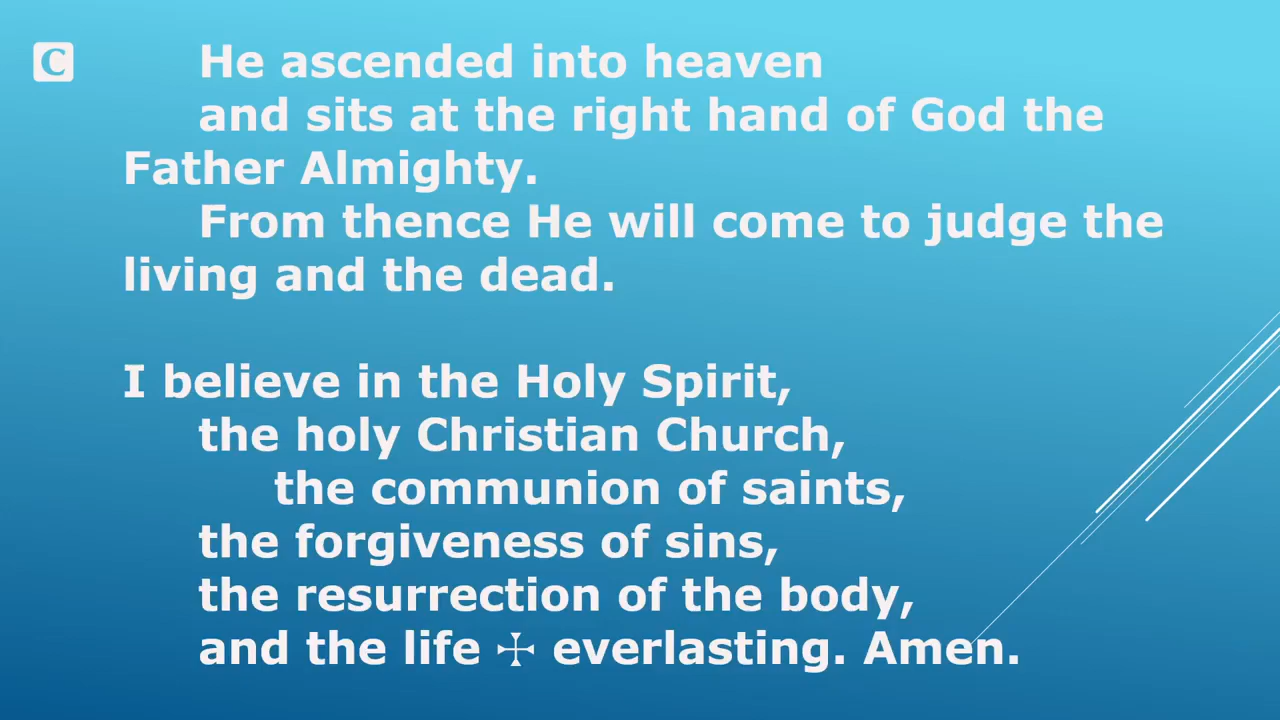 C He ascended into heaven
and sits at the right hand of God the
Father Almighty.
From thence He will come to judge the
living and the dead.
I believe in the Holy Spirit,
the holy Christian Church,
the communion of saints,
the forgiveness of sins,
the resurrection of the body,
and the life ☩ everlasting. Amen.